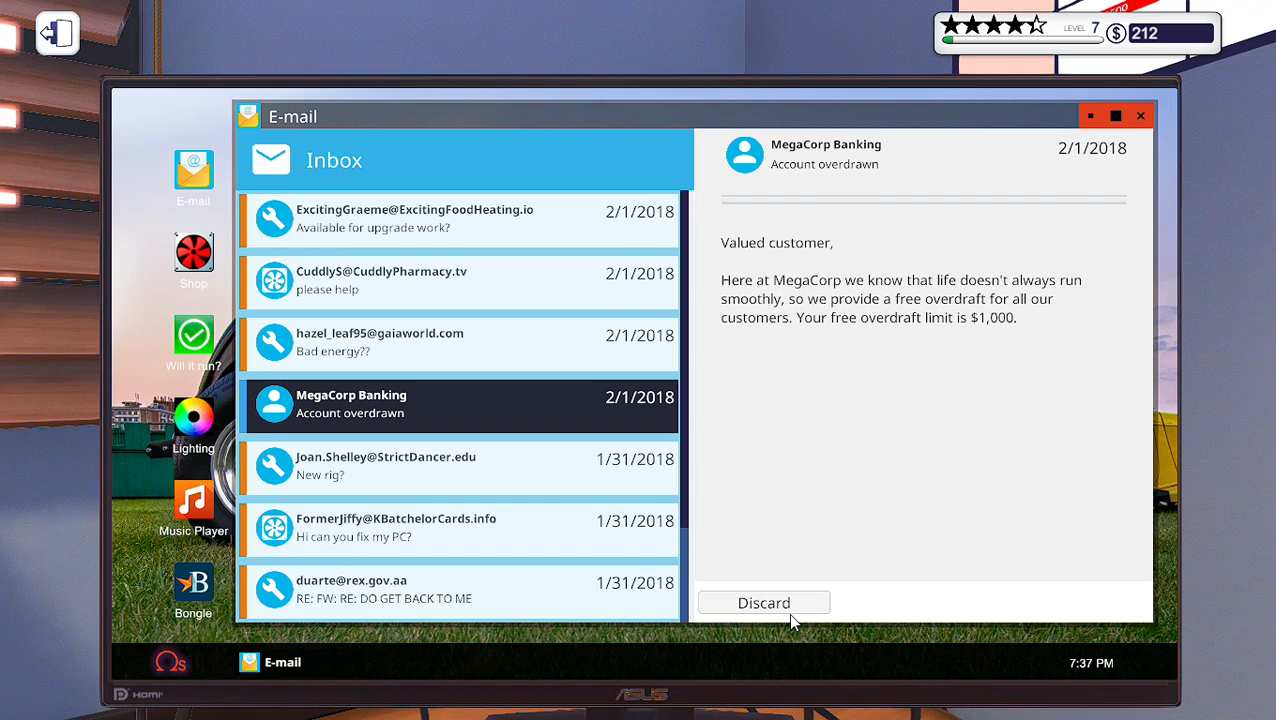 LEVEL 7
$ 212
E-mail
Inbox
ExcitingGraeme@ExcitingFoodHeating.io 2/1/2018
Available for upgrade work?
CuddlyS@CuddlyPharmacy.tv 2/1/2018
please help
hazel_leaf95@gaiaworld.com 2/1/2018
Bad energy??
MegaCorp Banking 2/1/2018
Account overdrawn
Joan.Shelley@StrictDancer.edu 1/31/2018
New rig?
FormerJiffy@KBatchelorCards.info 1/31/2018
Hi can you fix my PC?
duarte@rex.gov.aa 1/31/2018
RE: FW: RE: DO GET BACK TO ME
MegaCorp Banking 2/1/2018
Account overdrawn
Valued customer,
Here at MegaCorp we know that life doesn't always run
smoothly, so we provide a free overdraft for all our
customers. Your free overdraft limit is $1,000.
Discard
E-mail
Shop
Will it run?
Lighting
Music Player
B
Bongle
Ωs
E-mail
7:37 PM
HDMI
ASUS